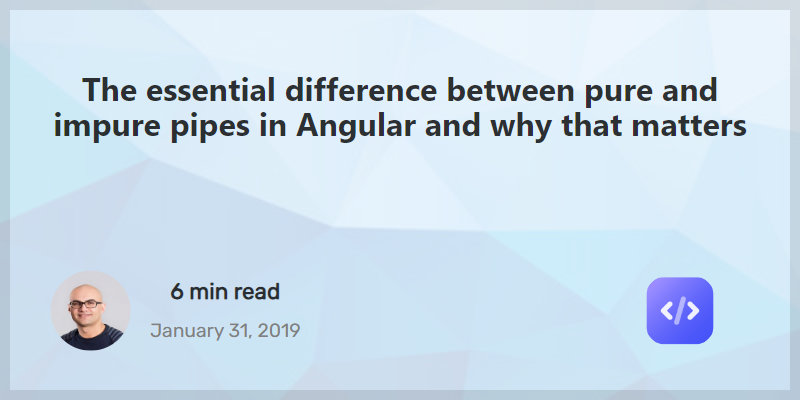 The essential difference between pure and
impure pipes in Angular and why that matters
6 min read
January 31, 2019